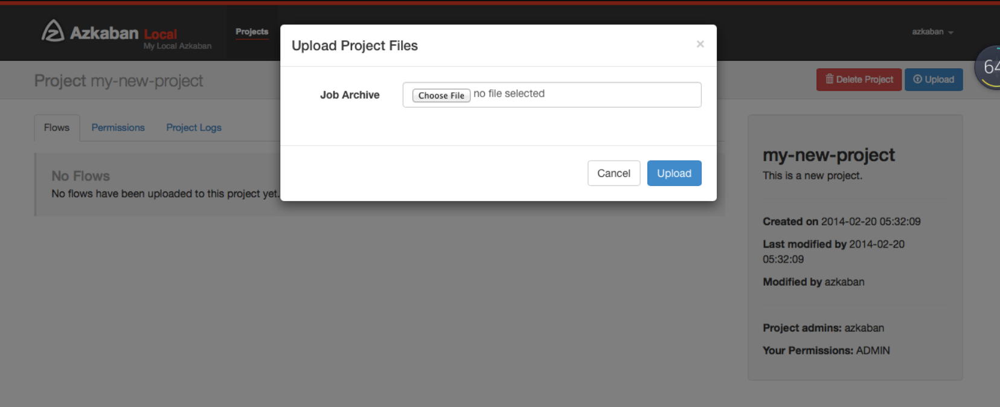 Azkaban Local
My Local Azkaban
Projects
azkaban
Upload Project Files
×
Project my-new-project
Delete Project
Upload
64
Job Archive
Choose File no file selected
Flows
Permissions
Project Logs
Cancel
Upload
No Flows
No flows have been uploaded to this project yet.
my-new-project
This is a new project.
Created on 2014-02-20 05:32:09
Last modified by 2014-02-20
05:32:09
Modified by azkaban
Project admins: azkaban
Your Permissions: ADMIN